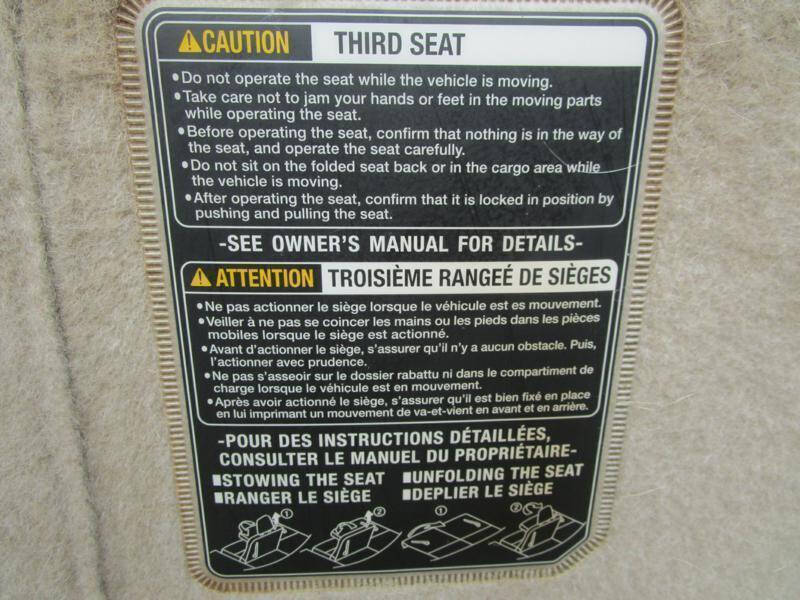 ⚠CAUTION THIRD SEAT
•Do not operate the seat while the vehicle is moving.
•Take care not to jam your hands or feet in the moving parts
while operating the seat.
•Before operating the seat, confirm that nothing is in the way of
the seat, and operate the seat carefully.
•Do not sit on the folded seat back or in the cargo area while
the vehicle is moving.
•After operating the seat, confirm that it is locked in position by
pushing and pulling the seat.
-SEE OWNER'S MANUAL FOR DETAILS-
⚠ATTENTION TROISIÈME RANGEÉ DE SIÈGES
•Ne pas actionner le siège lorsque le véhicule est es mouvement.
•Veiller à ne pas se coincer les mains ou les pieds dans les pièces
mobiles lorsque le siège est actionné.
•Avant d'actionner le siège, s'assurer qu'il n'y a aucun obstacle. Puis,
l'actionner avec prudence.
•Ne pas s'asseoir sur le dossier rabattu ni dans le compartiment de
charge lorsque le véhicule est en mouvement.
•Après avoir actionné le siège, s'assurer qu'il est bien fixé en place
en lui imprimant un mouvement de va-et-vient en avant et en arrière.
-POUR DES INSTRUCTIONS DÉTAILLÉES,
CONSULTER LE MANUEL DU PROPRIÉTAIRE-
■STOWING THE SEAT ■UNFOLDING THE SEAT
■RANGER LE SIÈGE ■DEPLIER LE SIÈGE
① ② ① ②